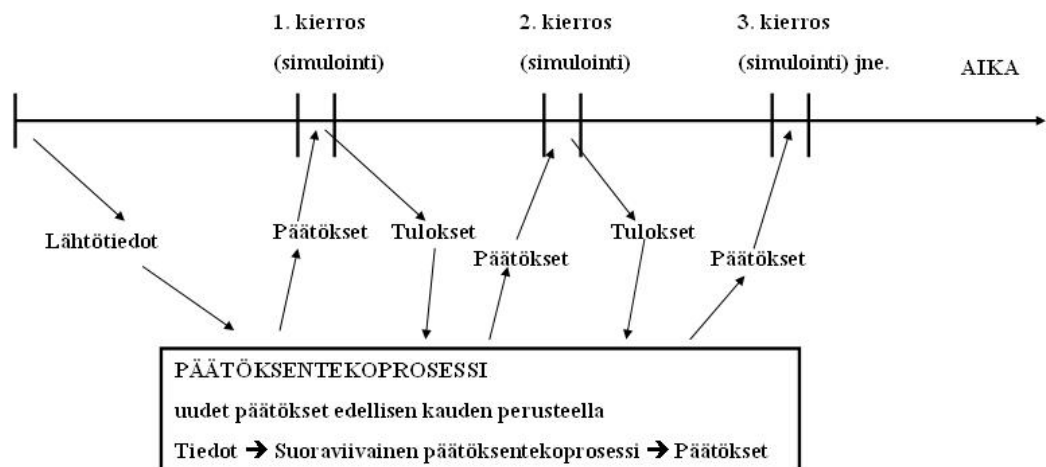 1. kierros
(simulointi)
2. kierros
(simulointi)
3. kierros
(simulointi) jne.
AIKA
Lähtötiedot
Päätökset
Tulokset
Päätökset
Tulokset
Päätökset
PÄÄTÖKSENTEKOPROSESSI
uudet päätökset edellisen kauden perusteella
Tiedot ➔ Suoraviivainen päätöksentekoprosessi ➔ Päätökset